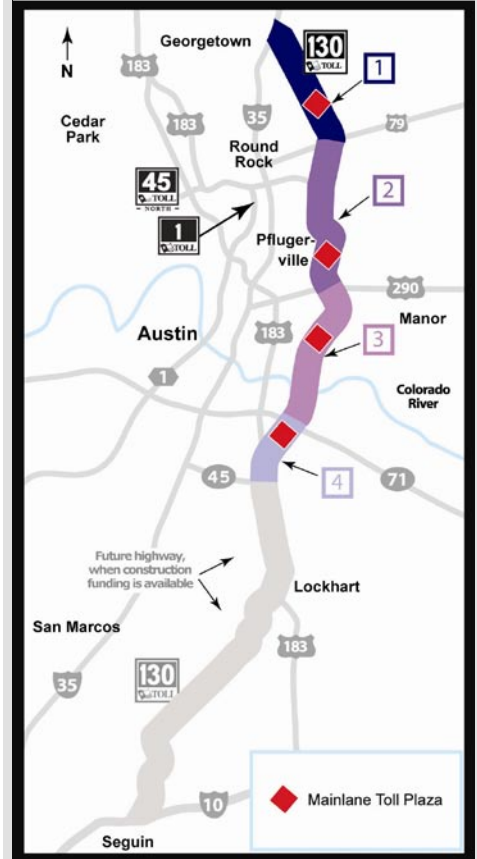 Georgetown
130
TOLL
1
N
183
Cedar
Park
183
35
79
Round
Rock
45
TOLL
- NORTH -
2
1
TOLL
Pfluger-
ville
290
Manor
Austin
183
3
1
Colorado
River
45
4
71
Future highway,
when construction
funding is available
Lockhart
San Marcos
183
130
TOLL
35
10
Mainlane Toll Plaza
Seguin